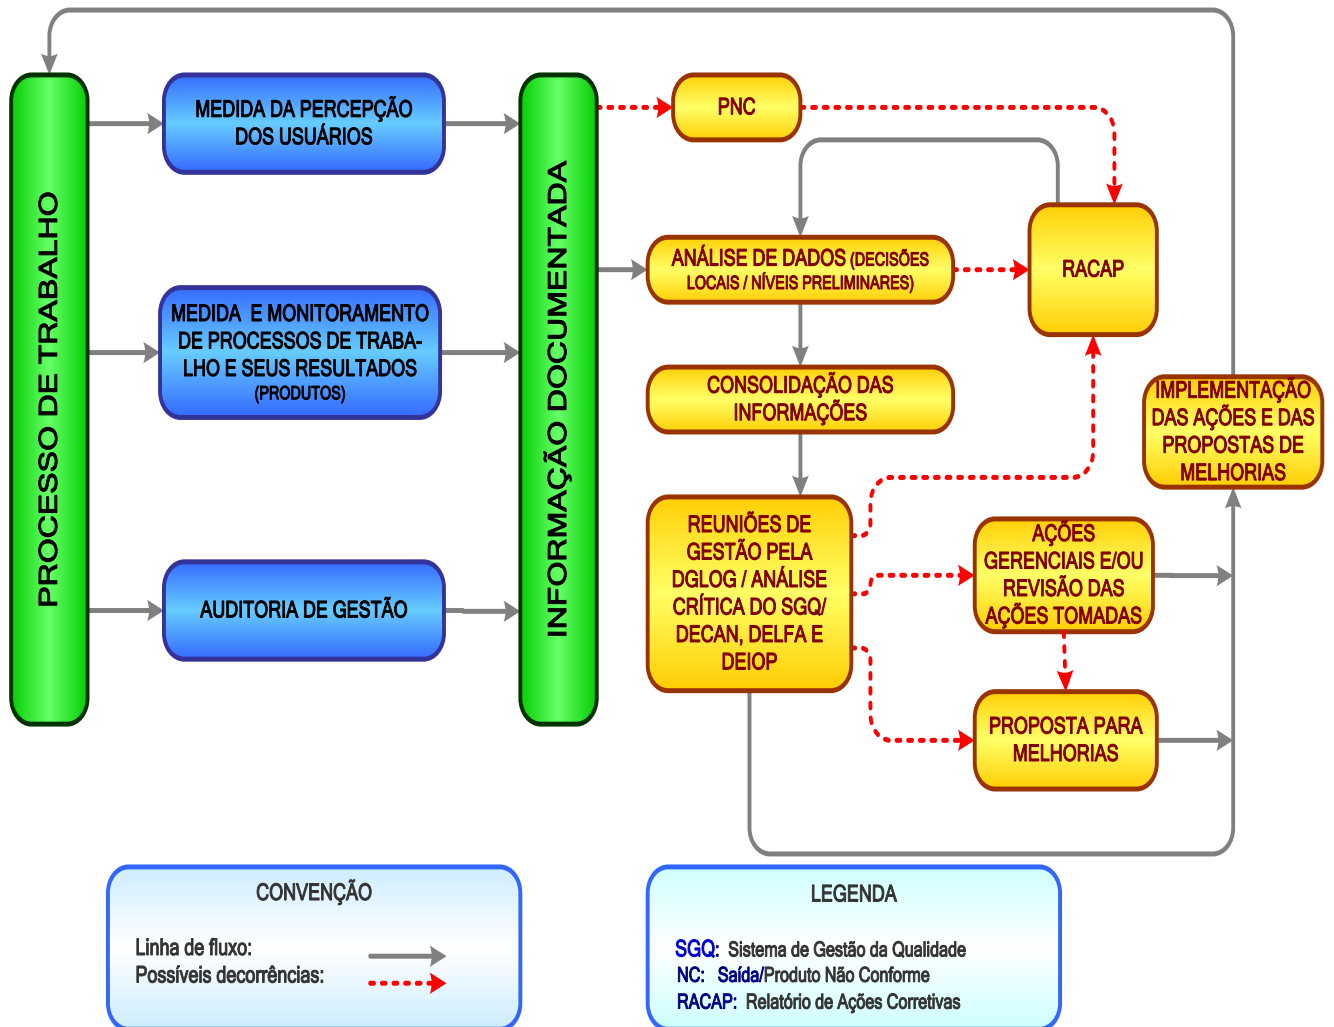 PROCESSO DE TRABALHO
MEDIDA DA PERCEPÇÃO
DOS USUÁRIOS
MEDIDA E MONITORAMENTO
DE PROCESSOS DE TRABA-
LHO E SEUS RESULTADOS
(PRODUTOS)
AUDITORIA DE GESTÃO
INFORMAÇÃO DOCUMENTADA
PNC
ANÁLISE DE DADOS (DECISÕES
LOCAIS / NÍVEIS PRELIMINARES)
RACAP
CONSOLIDAÇÃO DAS
INFORMAÇÕES
IMPLEMENTAÇÃO
DAS AÇÕES E DAS
PROPOSTAS DE
MELHORIAS
REUNIÕES DE
GESTÃO PELA
DGLOG / ANÁLISE
CRÍTICA DO SGQ/
DECAN, DELFA E
DEIOP
AÇÕES
GERENCIAIS E/OU
REVISÃO DAS
AÇÕES TOMADAS
PROPOSTA PARA
MELHORIAS
CONVENÇÃO
Linha de fluxo:
Possíveis decorrências:
LEGENDA
SGQ: Sistema de Gestão da Qualidade
NC: Saída/Produto Não Conforme
RACAP: Relatório de Ações Corretivas